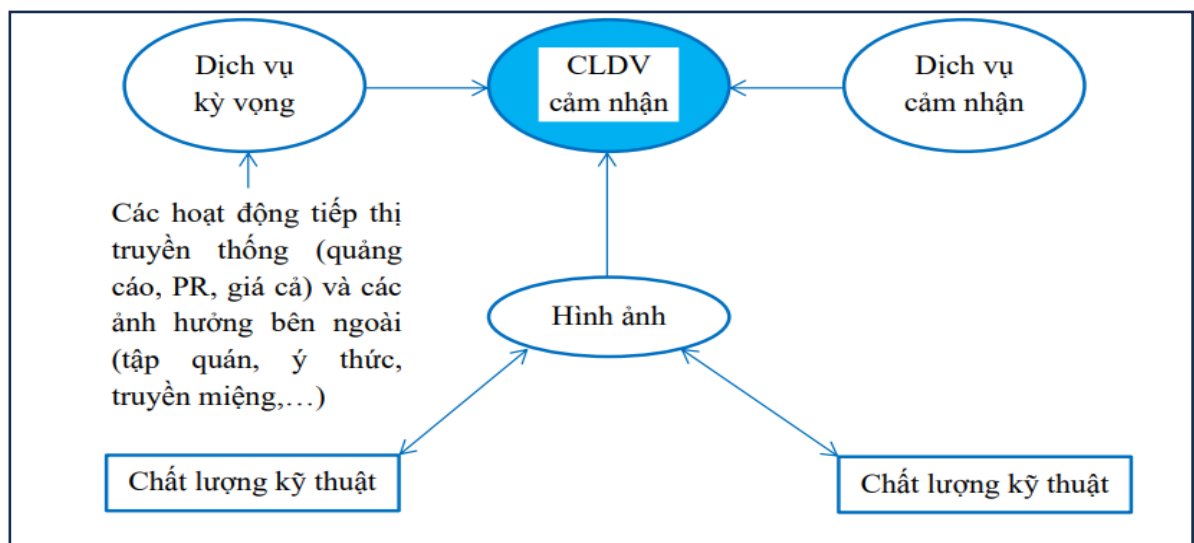 Dịch vụ
kỳ vọng
CLDV
cảm nhận
Dịch vụ
cảm nhận
Các hoạt động tiếp thị
truyền thống (quảng
cáo, PR, giá cả) và các
ảnh hưởng bên ngoài
(tập quán, ý thức,
truyền miệng,…)
Hình ảnh
Chất lượng kỹ thuật
Chất lượng kỹ thuật